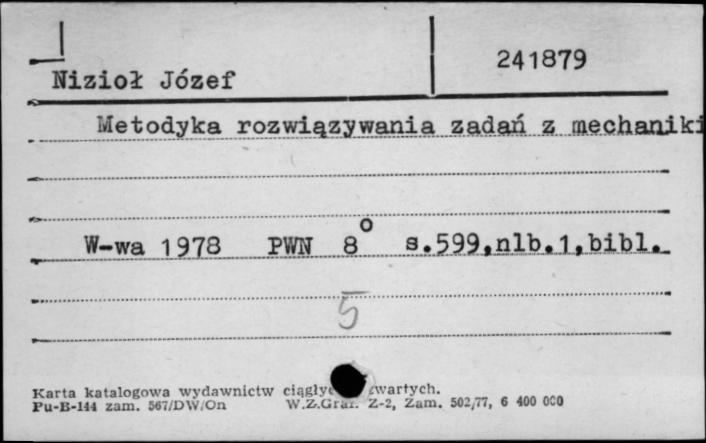 241879
Nizioł Józef
Metodyka rozwiązywania zadań z mechaniki
W-wa 1978 PWN 8° s.599,nlb.1,bibl.
5
Karta katalogowa wydawnictw zwartych.
Pu-B-144 zam. 567/DW/On W.Z.Graf. Z-2, Zam. 502/77, 6 400 000